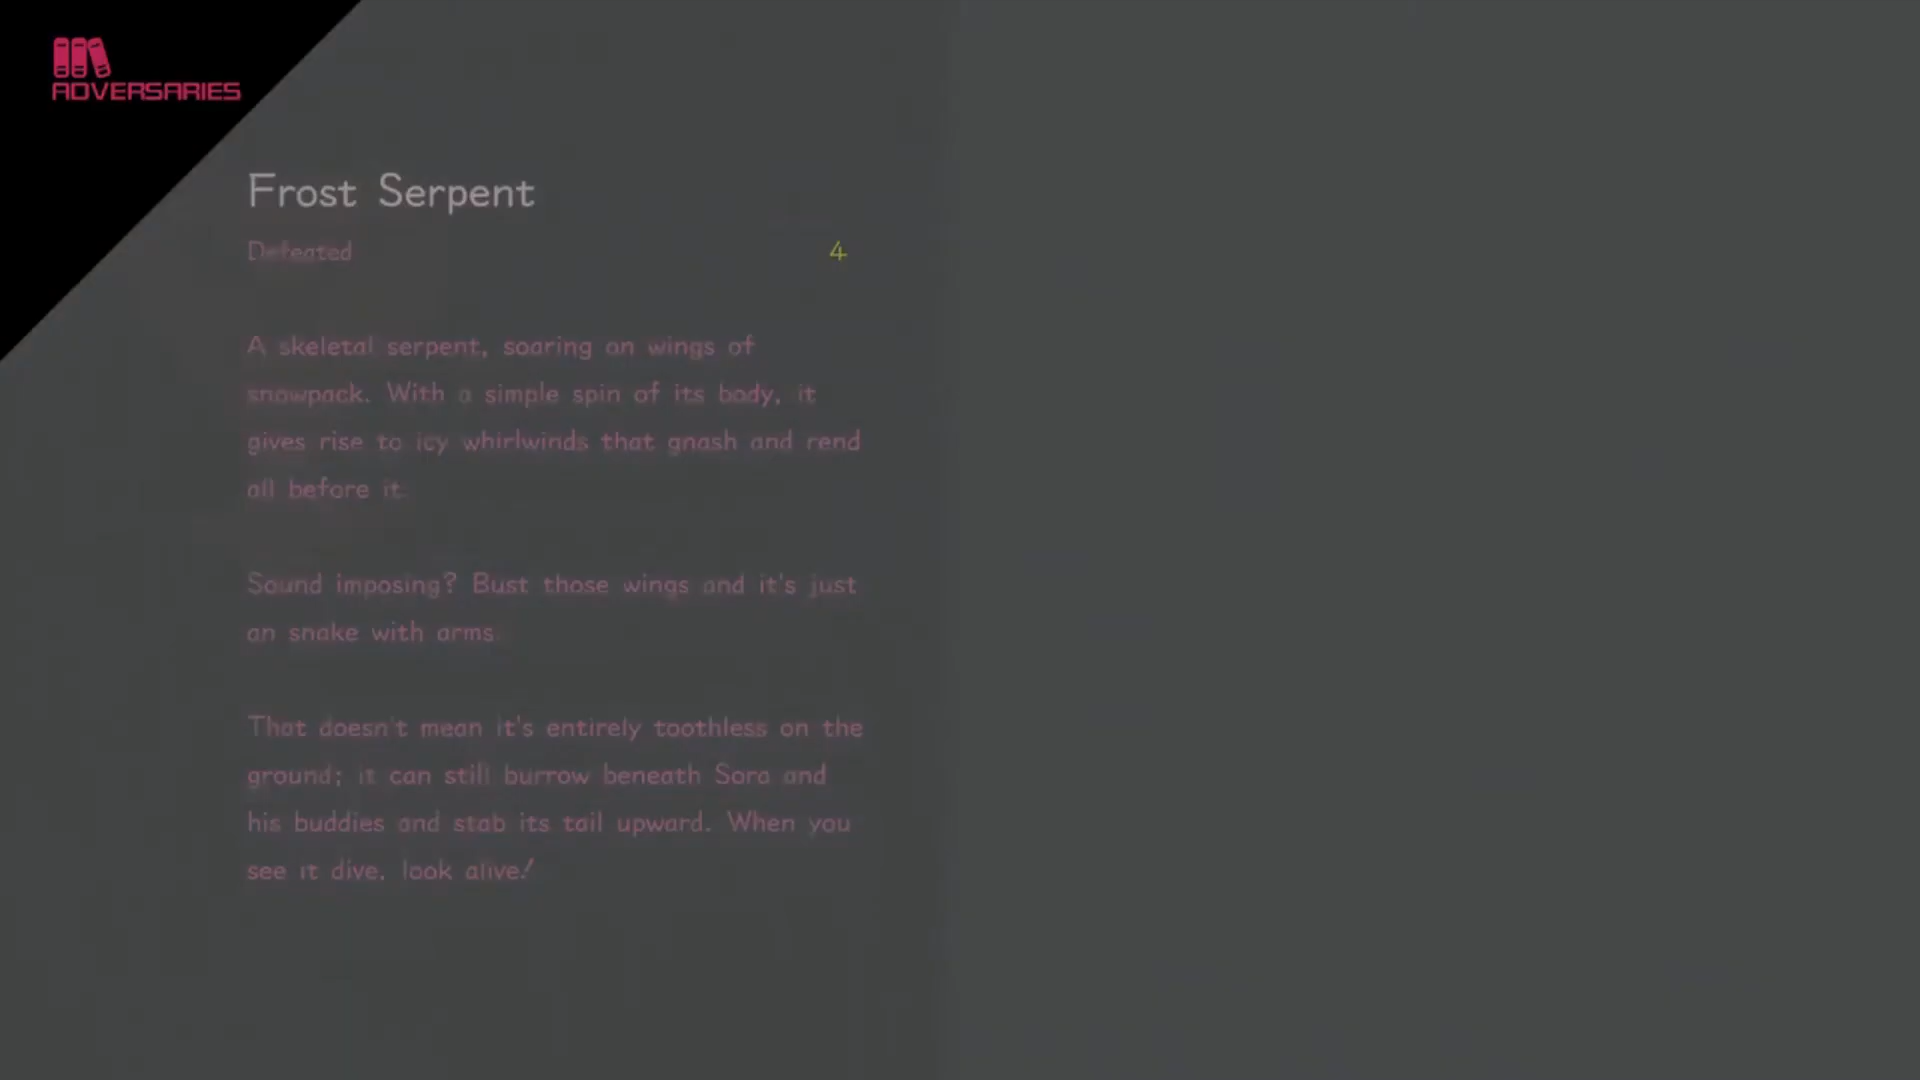 ADVERSARIES
Frost Serpent
Defeated 4
A skeletal serpent, soaring on wings of
snowpack. With a simple spin of its body, it
gives rise to icy whirlwinds that gnash and rend
all before it.
Sound imposing? Bust those wings and it's just
an snake with arms.
That doesn't mean it's entirely toothless on the
ground; it can still burrow beneath Sora and
his buddies and stab its tail upward. When you
see it dive, look alive!